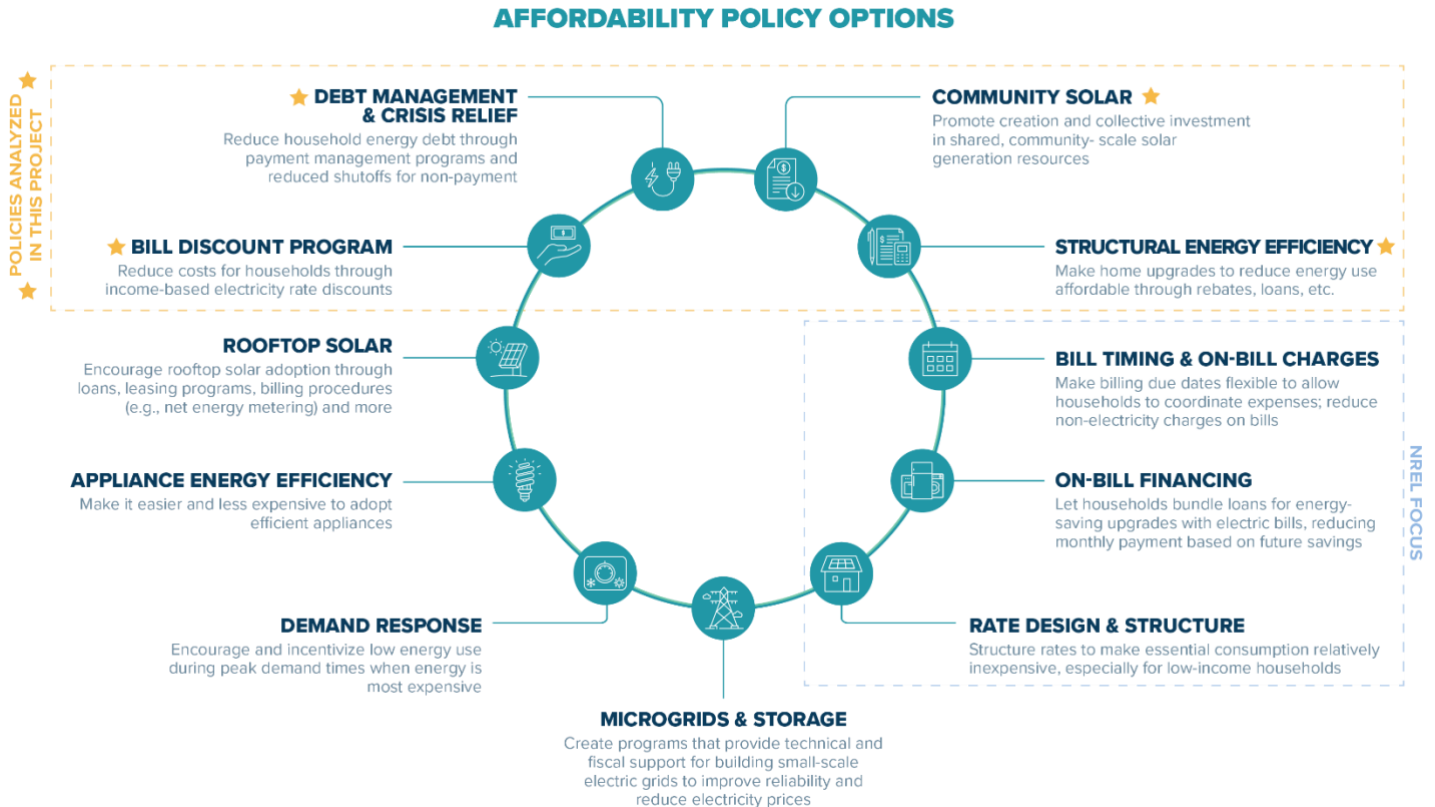 AFFORDABILITY POLICY OPTIONS
POLICIES ANALYZED
IN THIS PROJECT
DEBT MANAGEMENT
& CRISIS RELIEF
Reduce household energy debt through
payment management programs and
reduced shutoffs for non-payment
COMMUNITY SOLAR
Promote creation and collective investment
in shared, community- scale solar
generation resources
BILL DISCOUNT PROGRAM
Reduce costs for households through
income-based electricity rate discounts
STRUCTURAL ENERGY EFFICIENCY
Make home upgrades to reduce energy use
affordable through rebates, loans, etc.
ROOFTOP SOLAR
Encourage rooftop solar adoption through
loans, leasing programs, billing procedures
(e.g., net energy metering) and more
BILL TIMING & ON-BILL CHARGES
Make billing due dates flexible to allow
households to coordinate expenses; reduce
non-electricity charges on bills
APPLIANCE ENERGY EFFICIENCY
Make it easier and less expensive to adopt
efficient appliances
ON-BILL FINANCING
Let households bundle loans for energy-
saving upgrades with electric bills, reducing
monthly payment based on future savings
NREL FOCUS
DEMAND RESPONSE
Encourage and incentivize low energy use
during peak demand times when energy is
most expensive
RATE DESIGN & STRUCTURE
Structure rates to make essential consumption relatively
inexpensive, especially for low-income households
MICROGRIDS & STORAGE
Create programs that provide technical and
fiscal support for building small-scale
electric grids to improve reliability and
reduce electricity prices